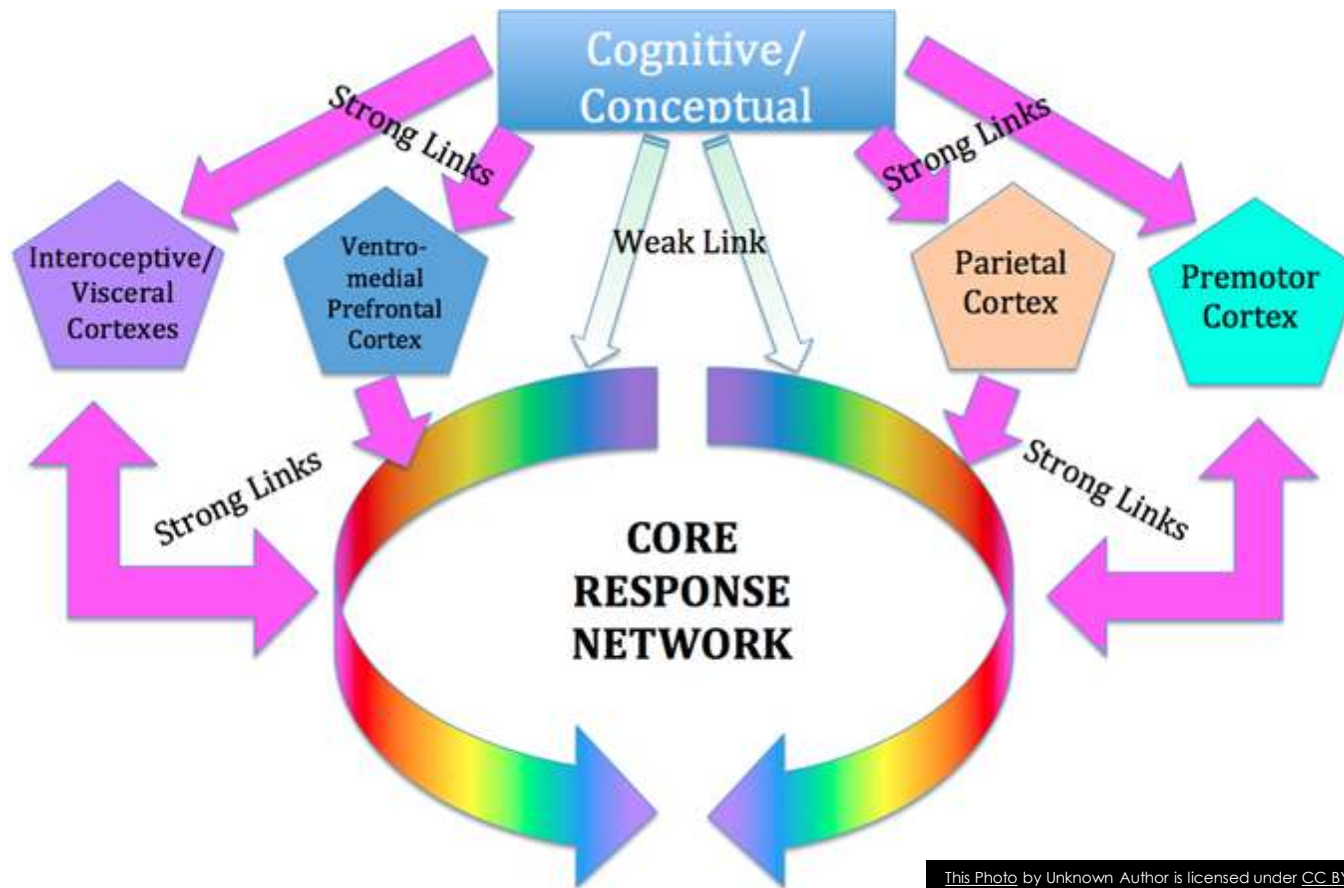 Cognitive/
Conceptual
Strong Links
Strong Links
Weak Link
Interoceptive/
Visceral
Cortexes
Ventro-
medial
Prefrontal
Cortex
Parietal
Cortex
Premotor
Cortex
Strong Links
Strong Links
CORE
RESPONSE
NETWORK
This Photo by Unknown Author is licensed under CC B